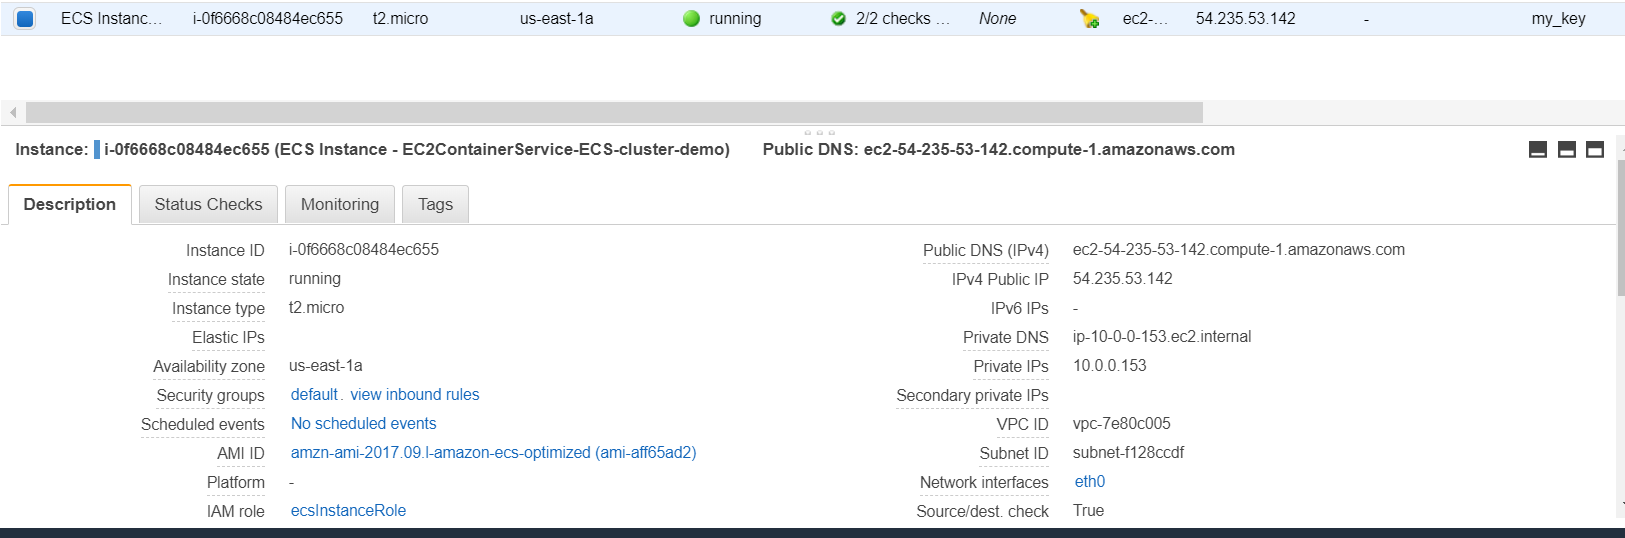 ECS Instanc... i-0f6668c08484ec655 t2.micro us-east-1a running 2/2 checks ... None ec2-... 54.235.53.142 - my_key
Instance: i-0f6668c08484ec655 (ECS Instance - EC2ContainerService-ECS-cluster-demo) Public DNS: ec2-54-235-53-142.compute-1.amazonaws.com
Description Status Checks Monitoring Tags
Instance ID i-0f6668c08484ec655 Public DNS (IPv4) ec2-54-235-53-142.compute-1.amazonaws.com
Instance state running IPv4 Public IP 54.235.53.142
Instance type t2.micro IPv6 IPs -
Elastic IPs Private DNS ip-10-0-0-153.ec2.internal
Availability zone us-east-1a Private IPs 10.0.0.153
Security groups default. view inbound rules Secondary private IPs
Scheduled events No scheduled events VPC ID vpc-7e80c005
AMI ID amzn-ami-2017.09.l-amazon-ecs-optimized (ami-aff65ad2) Subnet ID subnet-f128ccdf
Platform - Network interfaces eth0
IAM role ecsInstanceRole Source/dest. check True